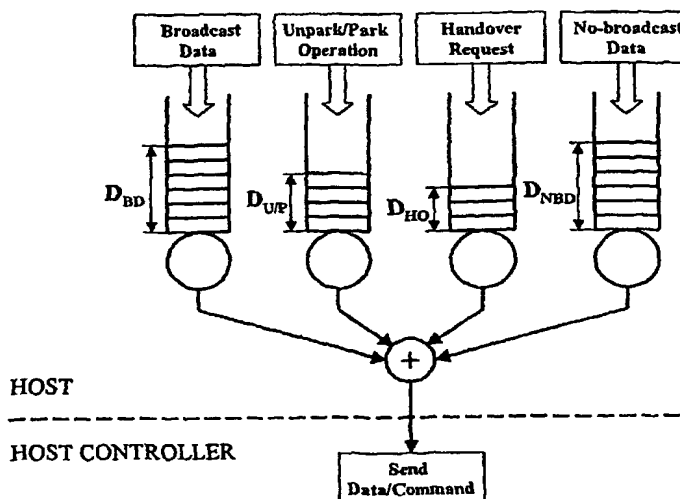 Broadcast
Data
Unpark/Park
Operation
Handover
Request
No-broadcast
Data
D_BD
D_U/P
D_HO
D_NBD
+
HOST
HOST CONTROLLER
Send
Data/Command